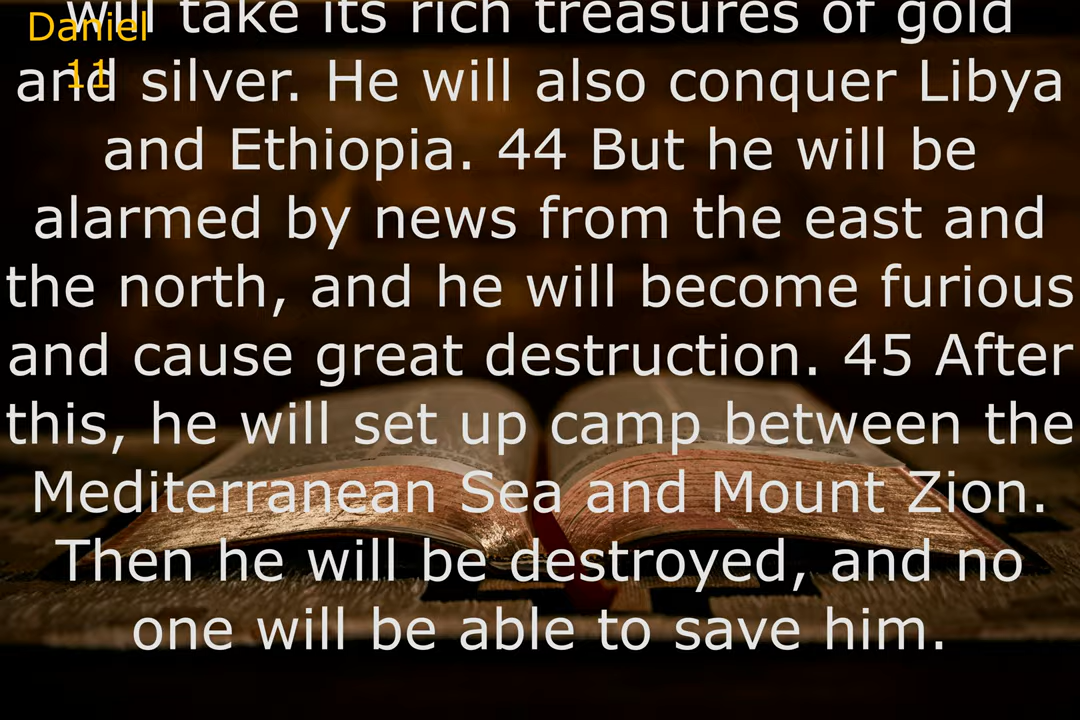 Daniel
11
will take its rich treasures of gold
and silver. He will also conquer Libya
and Ethiopia. 44 But he will be
alarmed by news from the east and
the north, and he will become furious
and cause great destruction. 45 After
this, he will set up camp between the
Mediterranean Sea and Mount Zion.
Then he will be destroyed, and no
one will be able to save him.